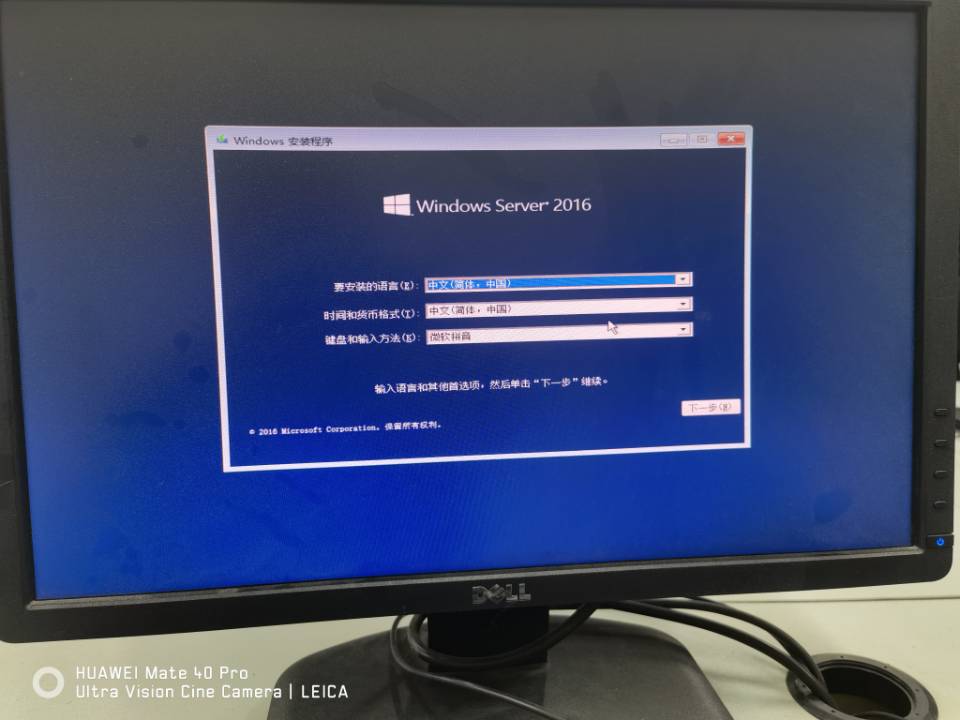 Windows 安装程序
Windows Server 2016
要安装的语言(E): 中文(简体，中国)
时间和货币格式(T): 中文(简体，中国)
键盘和输入方法(K): 微软拼音
输入语言和其他首选项，然后单击“下一步”继续。
下一步(N)
© 2016 Microsoft Corporation。保留所有权利。
DELL
HUAWEI Mate 40 Pro
Ultra Vision Cine Camera | LEICA